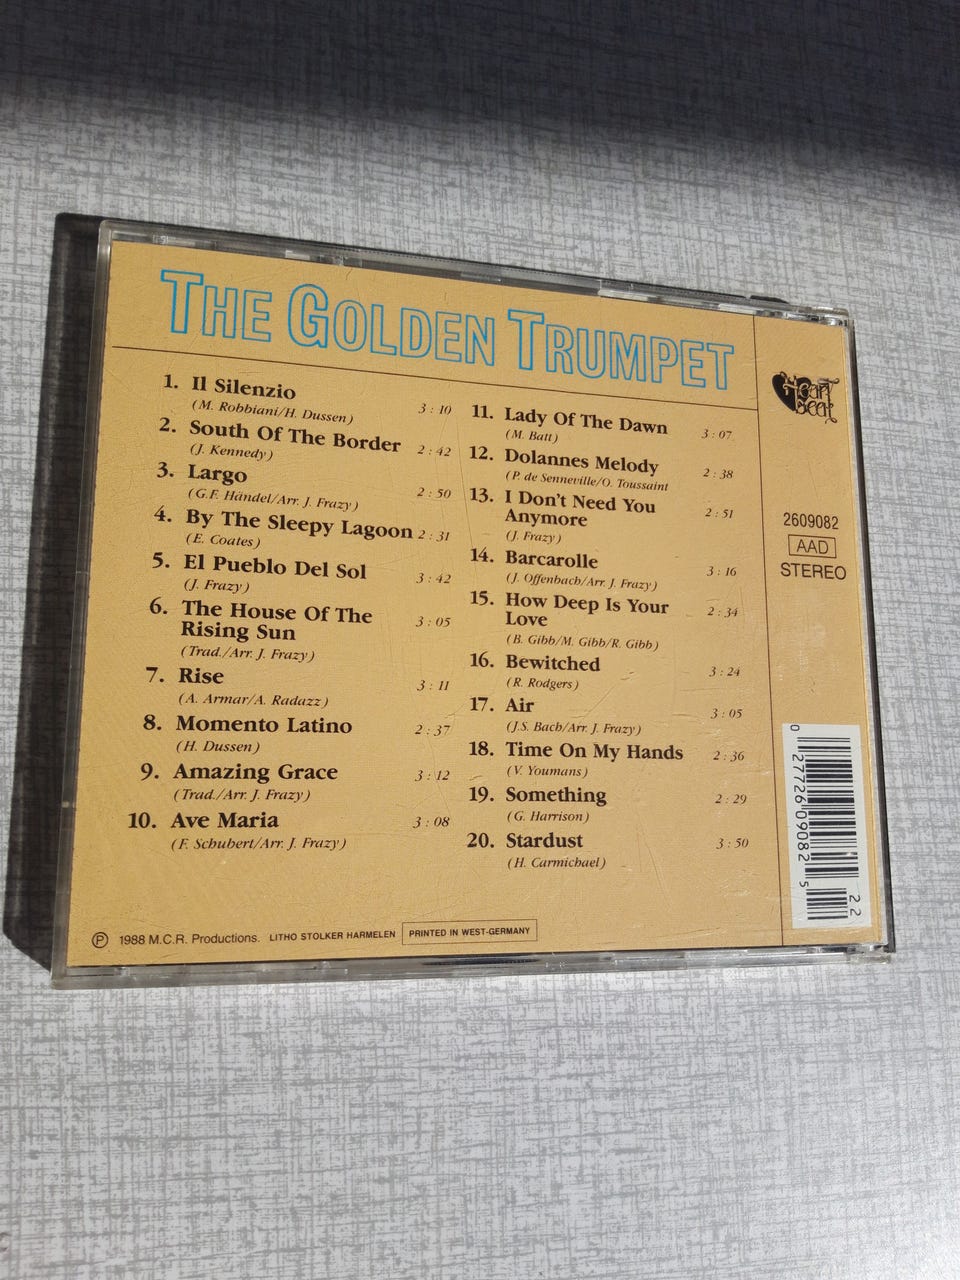 THE GOLDEN TRUMPET
1. Il Silenzio 3 : 10
(M. Robbiani/H. Dussen)
2. South Of The Border 2 : 42
(J. Kennedy)
3. Largo 2 : 50
(G.F. Händel/Arr. J. Frazy)
4. By The Sleepy Lagoon 2 : 31
(E. Coates)
5. El Pueblo Del Sol 3 : 42
(J. Frazy)
6. The House Of The
Rising Sun 3 : 05
(Trad./Arr. J. Frazy)
7. Rise 3 : 11
(A. Armar/A. Radazz)
8. Momento Latino 2 : 37
(H. Dussen)
9. Amazing Grace 3 : 12
(Trad./Arr. J. Frazy)
10. Ave Maria 3 : 08
(F. Schubert/Arr. J. Frazy)
11. Lady Of The Dawn 3 : 07
(M. Batt)
12. Dolannes Melody 2 : 38
(P. de Senneville/O. Toussaint
13. I Don't Need You 2 : 51
Anymore
(J. Frazy)
14. Barcarolle 3 : 16
(J. Offenbach/Arr. J. Frazy)
15. How Deep Is Your 2 : 34
Love
(B. Gibb/M. Gibb/R. Gibb)
16. Bewitched 3 : 24
(R. Rodgers)
17. Air 3 : 05
(J.S. Bach/Arr. J. Frazy)
18. Time On My Hands 2 : 36
(V. Youmans)
19. Something 2 : 29
(G. Harrison)
20. Stardust 3 : 50
(H. Carmichael)
Heart
Beat
2609082
AAD
STEREO
0 27726 09082 5
22
Ⓟ 1988 M.C.R. Productions. LITHO STOLKER HARMELEN PRINTED IN WEST-GERMANY